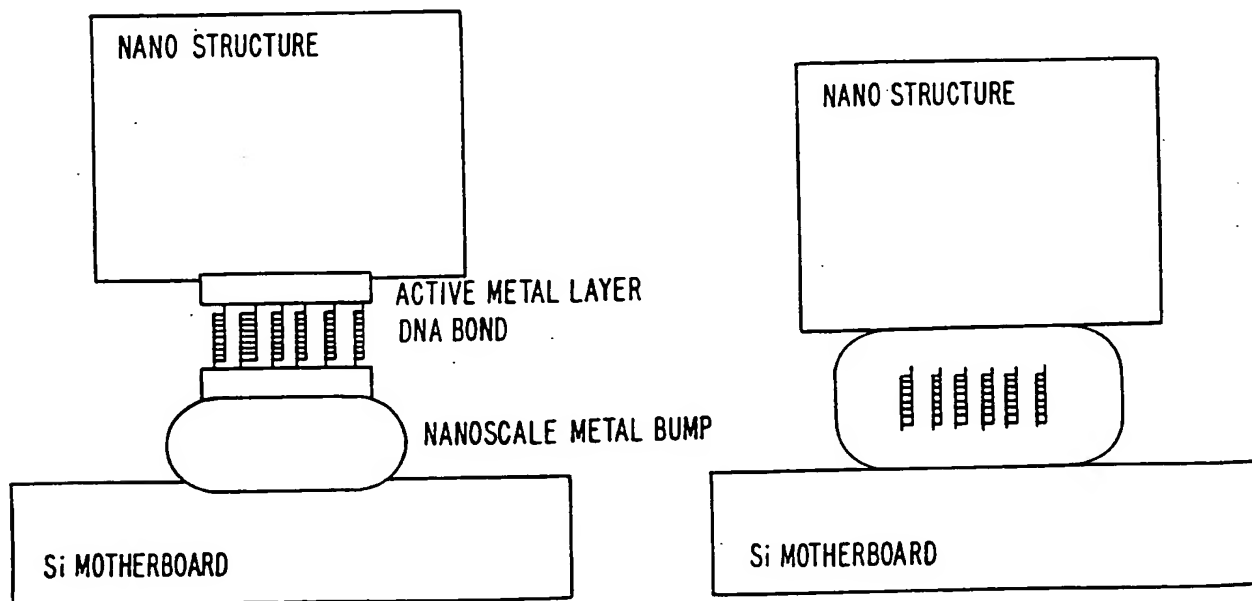 NANO STRUCTURE
ACTIVE METAL LAYER
DNA BOND
NANOSCALE METAL BUMP
Si MOTHERBOARD
NANO STRUCTURE
Si MOTHERBOARD